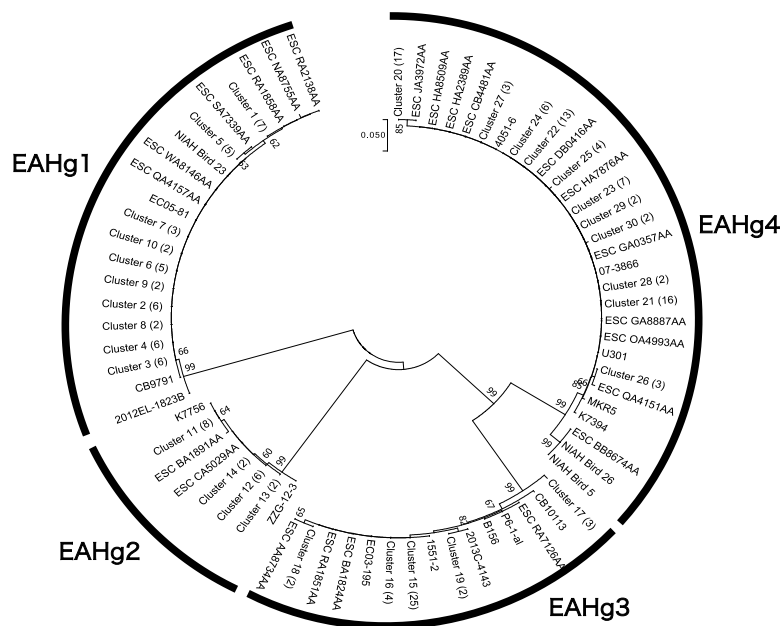 EAHg1
ESC RA2138AA
ESC NA8755AA
ESC RA1858AA
Cluster 1 (7)
ESC SA7339AA
Cluster 5 (5)
NIAH Bird 23
ESC WA8146AA
ESC QA4157AA
EC05-81
Cluster 7 (3)
Cluster 10 (2)
Cluster 6 (5)
Cluster 9 (2)
Cluster 2 (6)
Cluster 8 (2)
Cluster 4 (6)
Cluster 3 (6)
CB9791
2012EL-1823B
62
63
66
99
EAHg2
K7756
Cluster 11 (8)
ESC BA1891AA
ESC CA5029AA
Cluster 14 (2)
Cluster 12 (6)
Cluster 13 (2)
ZZG-12-3
64
60
99
EAHg3
ESC AA8734AA
Cluster 18 (2)
ESC RA1851AA
ESC BA1824AA
EC03-195
Cluster 16 (4)
Cluster 15 (25)
1551-2
Cluster 19 (2)
2013C-4143
B156
P6-1-al
ESC RA7126AA
CB10113
Cluster 17 (3)
59
82
67
99
EAHg4
NIAH Bird 5
NIAH Bird 26
ESC BB8674AA
K7394
MKR5
ESC QA4151AA
Cluster 26 (3)
U301
ESC OA4993AA
ESC GA8887AA
Cluster 21 (16)
Cluster 28 (2)
07-3866
ESC GA0357AA
Cluster 30 (2)
Cluster 29 (2)
Cluster 23 (7)
ESC HA7876AA
Cluster 25 (4)
ESC DB0416AA
Cluster 22 (13)
Cluster 24 (6)
4051-6
Cluster 27 (3)
ESC CB4481AA
ESC HA2389AA
ESC HA8509AA
ESC JA3972AA
Cluster 20 (17)
85
66
99
99
99
0.050